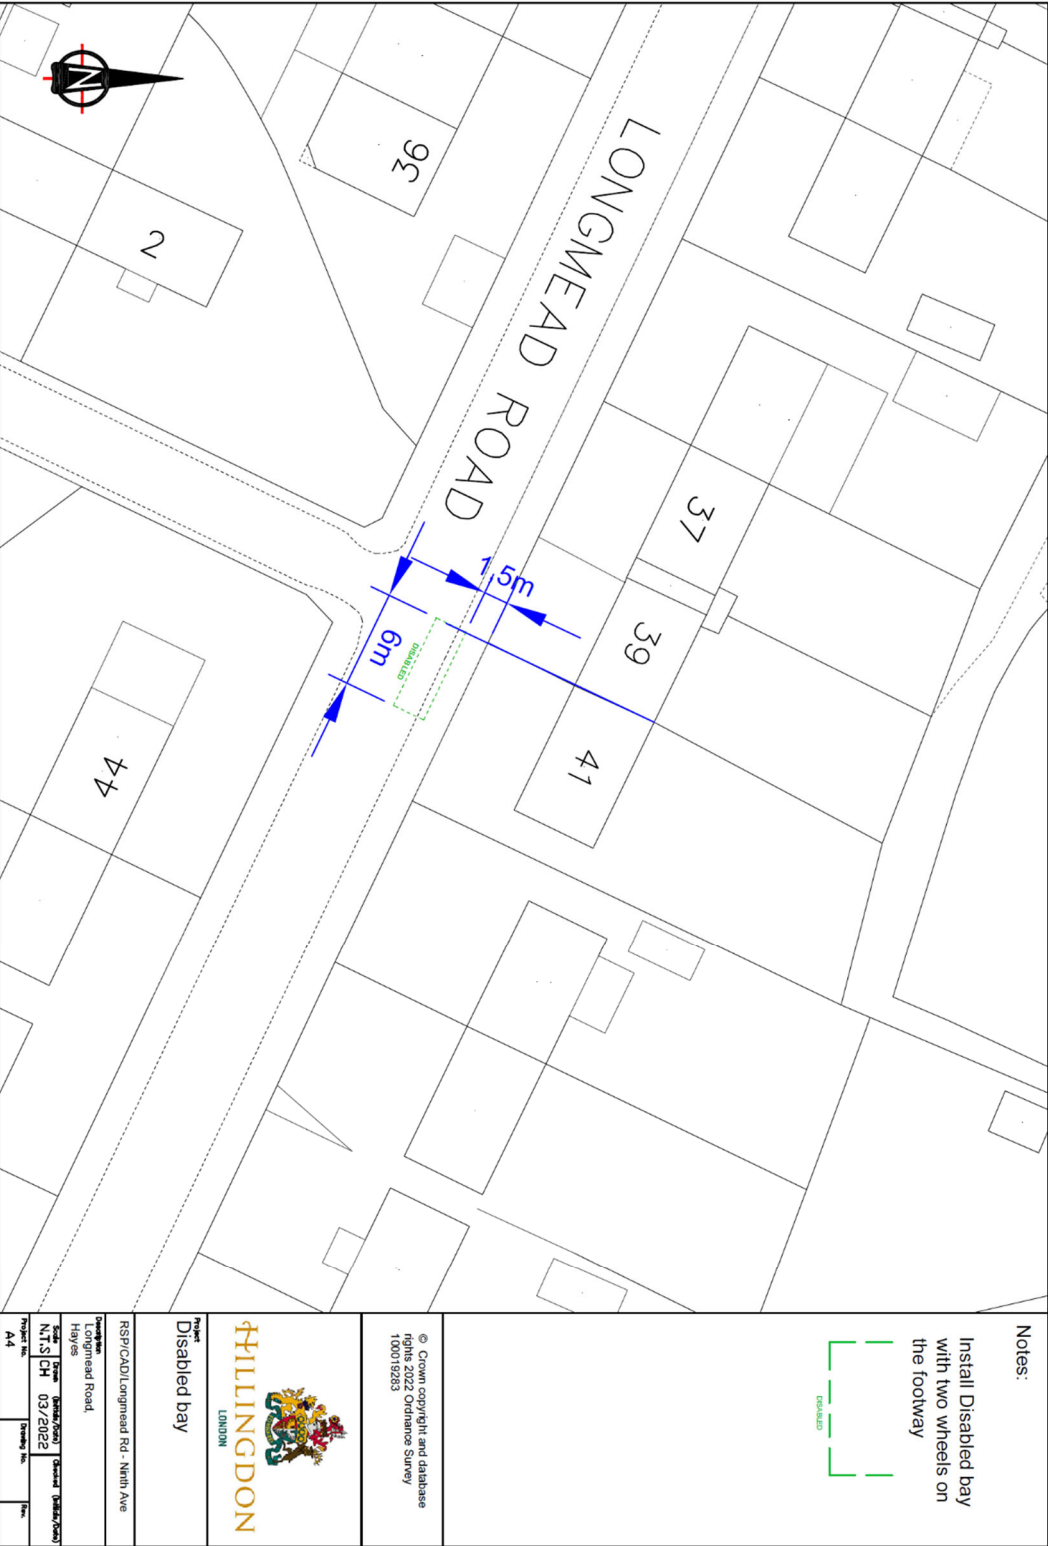 LONGMEAD ROAD
36
2
37
39
41
44
1.5m
6m
DISABLED
N
Notes:
Install Disabled bay
with two wheels on
the footway
DISABLED
© Crown copyright and database
rights 2022 Ordnance Survey
100019283
HILLINGDON
LONDON
Project
Disabled bay
RSP/CAD/Longmead Rd - Ninth Ave
Description
Longmead Road,
Hayes
Scale Drawn (Initials/Date) Checked (Initials/Date)
N.T.S CH 03/2022
Project No. Drawing No. Rev.
A4